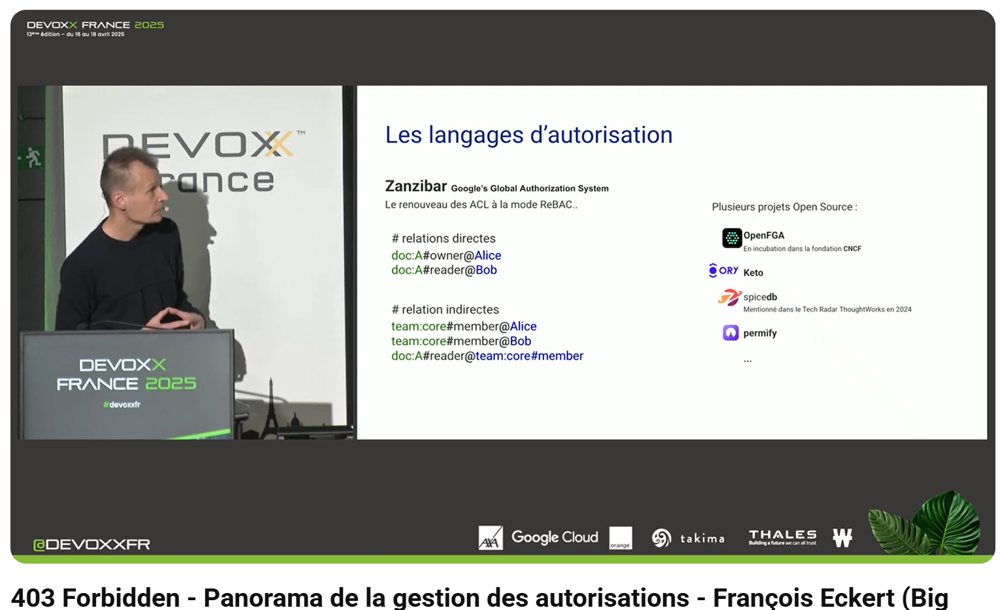 DEVOXX FRANCE 2025
13ème édition – du 16 au 18 avril 2025
DEVOXX™
France
DEVOXX
FRANCE 2025
#devoxxfr
Les langages d’autorisation
Zanzibar Google’s Global Authorization System
Le renouveau des ACL à la mode ReBAC..
# relations directes
doc:A#owner@Alice
doc:A#reader@Bob
# relation indirectes
team:core#member@Alice
team:core#member@Bob
doc:A#reader@team:core#member
Plusieurs projets Open Source :
OpenFGA
En incubation dans la fondation CNCF
ORY Keto
spicedb
Mentionné dans le Tech Radar ThoughtWorks en 2024
permify
...
@DEVOXXFR
AXA Google Cloud orange takima THALES W
Building a future we can all trust
403 Forbidden - Panorama de la gestion des autorisations - François Eckert (Big